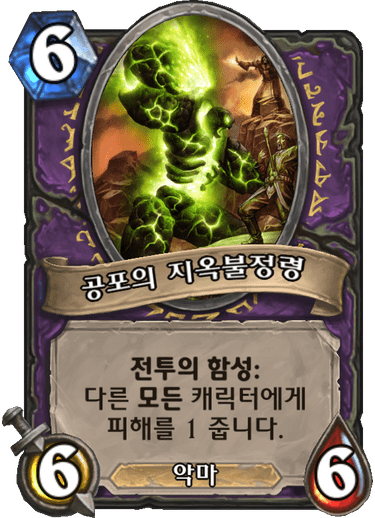 6
공포의 지옥불정령
전투의 함성:
다른 모든 캐릭터에게
피해를 1 줍니다.
6
악마
6